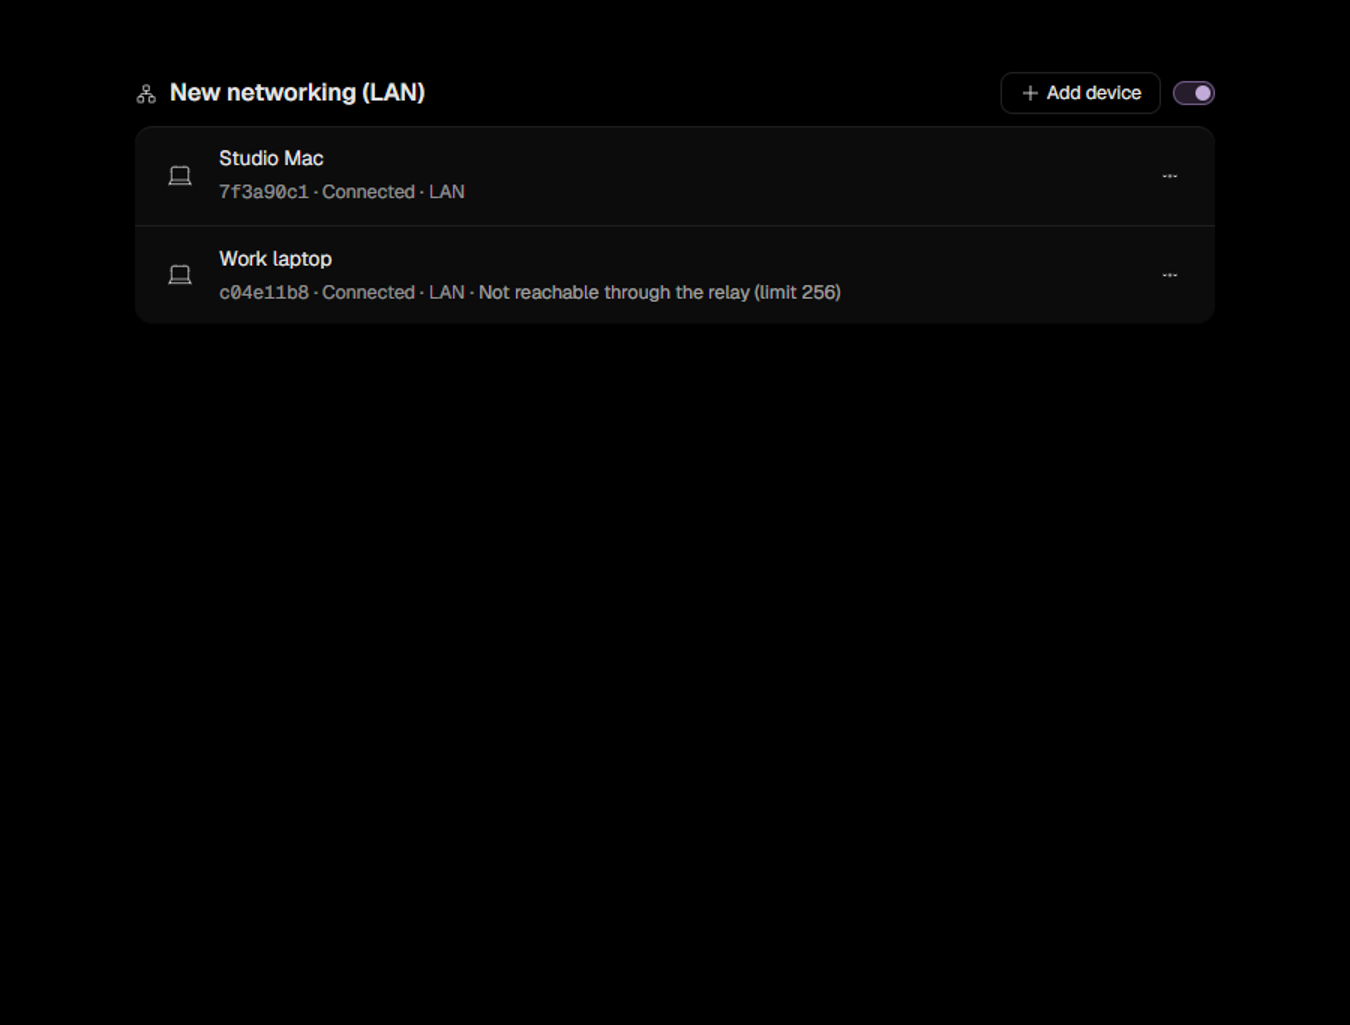 New networking (LAN)
Add device
Studio Mac
7f3a90c1 · Connected · LAN
Work laptop
c04e11b8 · Connected · LAN · Not reachable through the relay (limit 256)